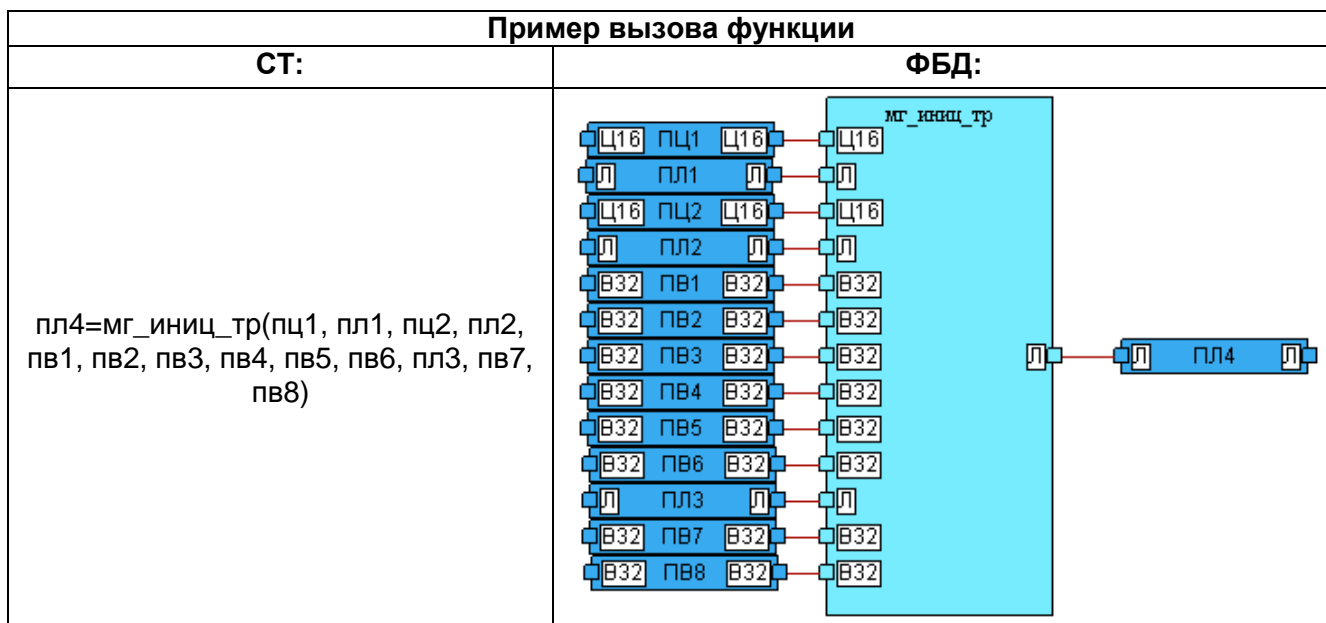 Пример вызова функции
СТ: ФБД:
пл4=мг_иниц_тр(пц1, пл1, пц2, пл2,
пв1, пв2, пв3, пв4, пв5, пв6, пл3, пв7,
пв8)
мг_иниц_тр
Ц16 ПЦ1 Ц16 Ц16
Л ПЛ1 Л Л
Ц16 ПЦ2 Ц16 Ц16
Л ПЛ2 Л Л
В32 ПВ1 В32 В32
В32 ПВ2 В32 В32
В32 ПВ3 В32 В32 Л Л ПЛ4 Л
В32 ПВ4 В32 В32
В32 ПВ5 В32 В32
В32 ПВ6 В32 В32
Л ПЛ3 Л Л
В32 ПВ7 В32 В32
В32 ПВ8 В32 В32